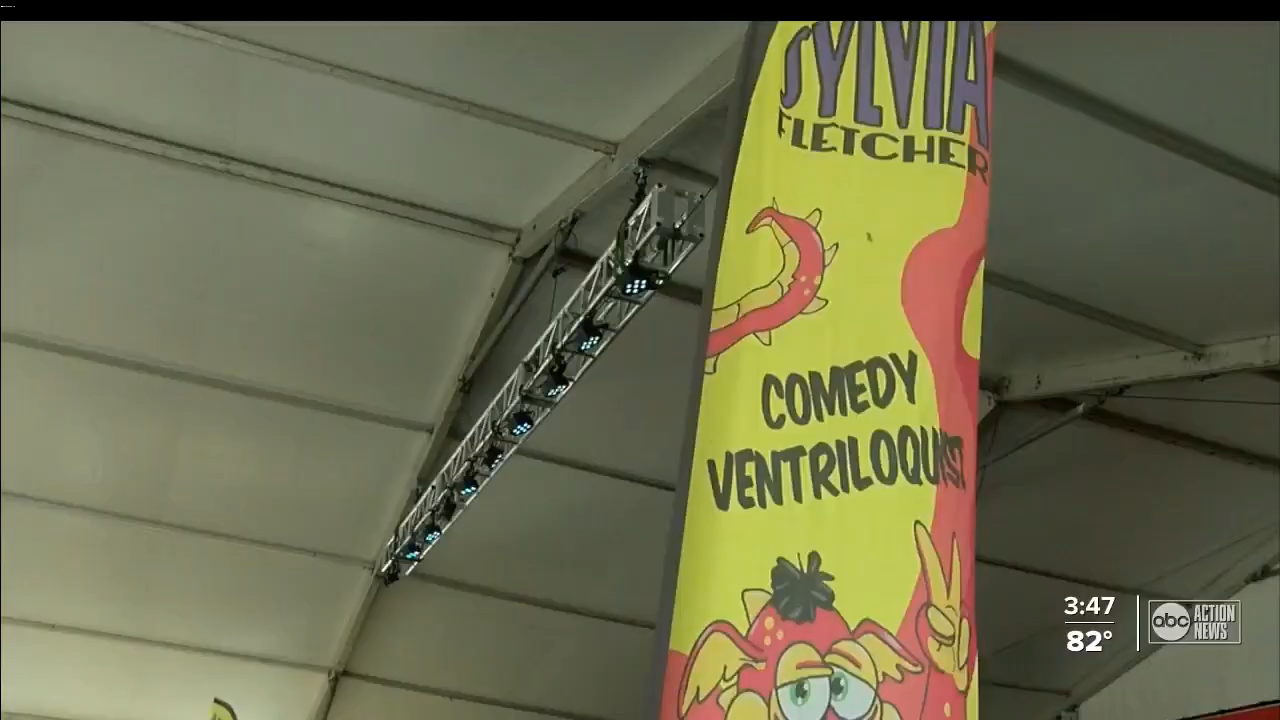 SYLVIA
FLETCHER
COMEDY
VENTRILOQUIST
3:47
82°
abc
ACTION
NEWS